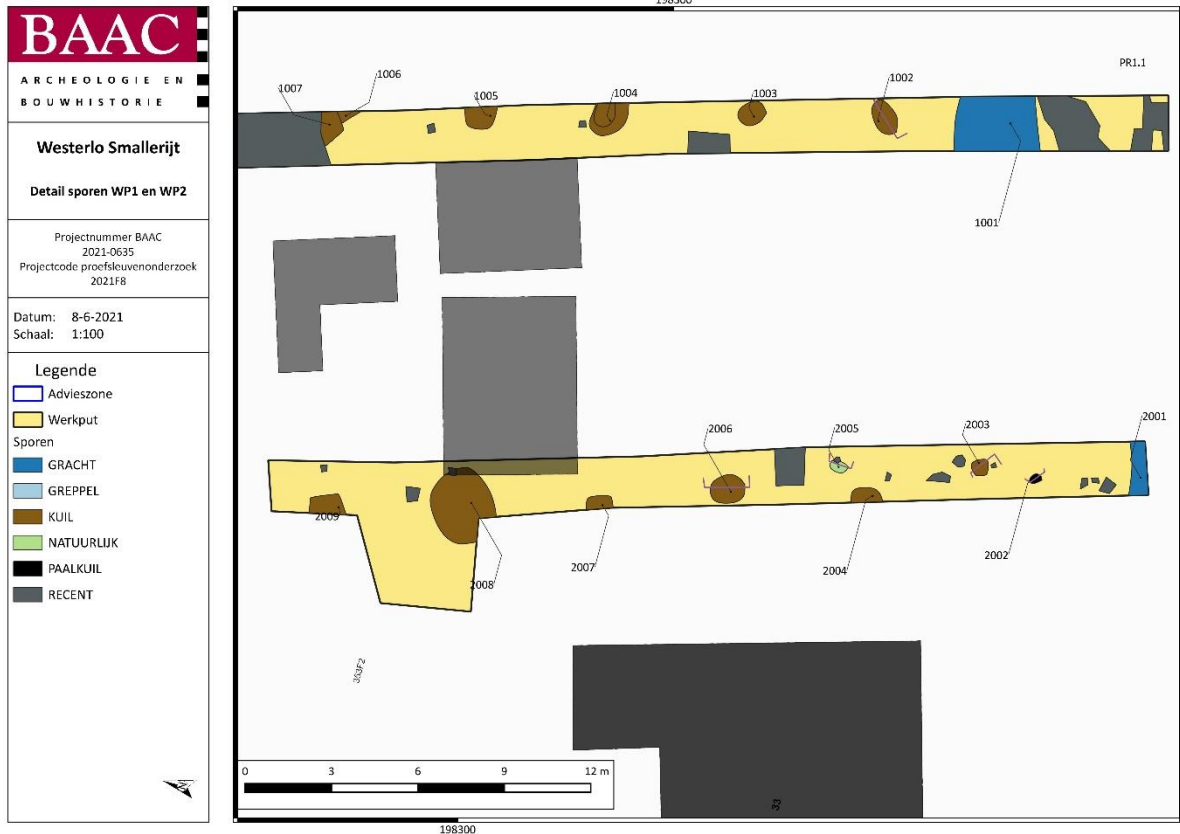 BAAC
ARCHEOLOGIE EN
BOUWHISTORIE
Westerlo Smallerijt
Detail sporen WP1 en WP2
Projectnummer BAAC
2021-0635
Projectcode proefsleuvenonderzoek
2021F8
Datum: 8-6-2021
Schaal: 1:100
Legende
Advieszone
Werkput
Sporen
GRACHT
GREPPEL
KUIL
NATUURLIJK
PAALKUIL
RECENT
198300
PR1.1
1007
1006
1005
1004
1003
1002
1001
2001
2003
2005
2006
2009
2008
2007
2004
2002
353F2
33
0 3 6 9 12 m
198300